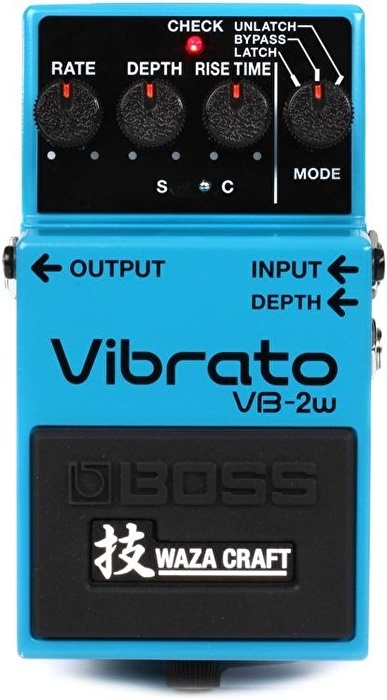 CHECK
UNLATCH
BYPASS
LATCH
RATE DEPTH RISE TIME
MODE
S C
OUTPUT INPUT
DEPTH
Vibrato
VB-2w
BOSS
技 WAZA CRAFT